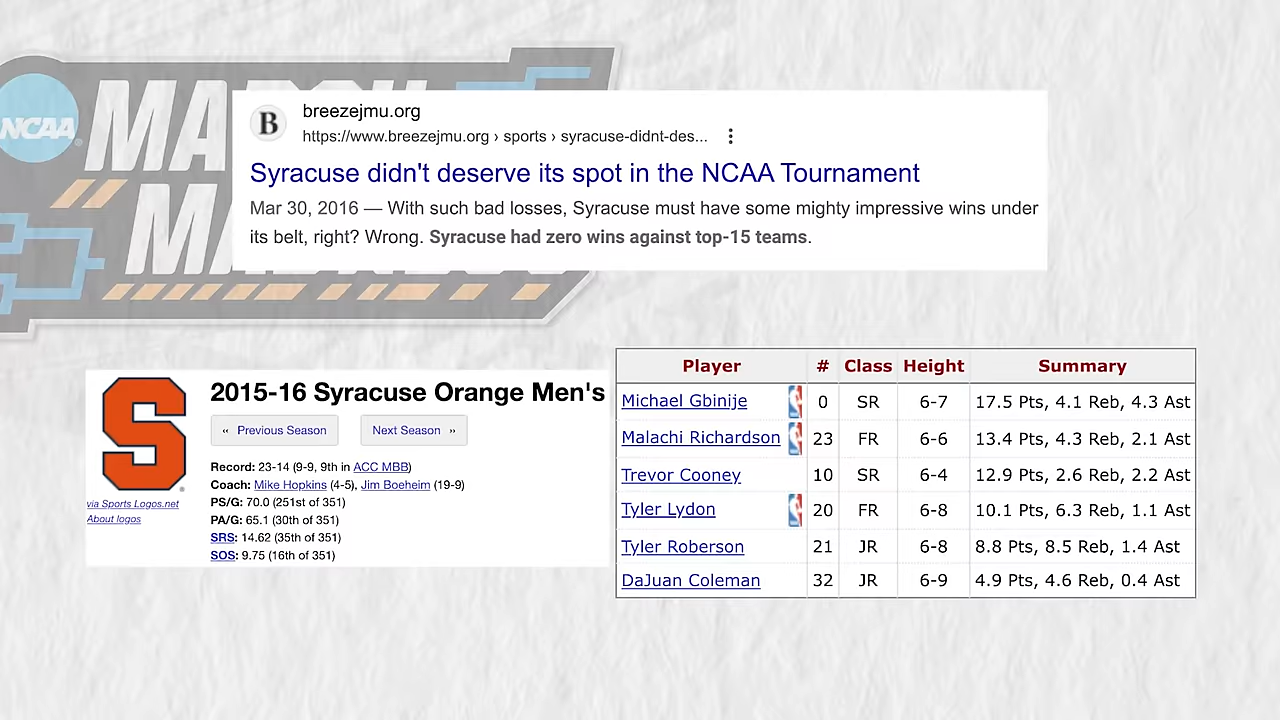 NCAA
breezejmu.org
B
https://www.breezejmu.org › sports › syracuse-didnt-des...
Syracuse didn't deserve its spot in the NCAA Tournament
Mar 30, 2016 — With such bad losses, Syracuse must have some mighty impressive wins under
its belt, right? Wrong. Syracuse had zero wins against top-15 teams.
S
via Sports Logos.net
About logos
2015-16 Syracuse Orange Men's
‹‹ Previous Season
Next Season ››
Record: 23-14 (9-9, 9th in ACC MBB)
Coach: Mike Hopkins (4-5), Jim Boeheim (19-9)
PS/G: 70.0 (251st of 351)
PA/G: 65.1 (30th of 351)
SRS: 14.62 (35th of 351)
SOS: 9.75 (16th of 351)
Player # Class Height Summary
Michael Gbinije 0 SR 6-7 17.5 Pts, 4.1 Reb, 4.3 Ast
Malachi Richardson 23 FR 6-6 13.4 Pts, 4.3 Reb, 2.1 Ast
Trevor Cooney 10 SR 6-4 12.9 Pts, 2.6 Reb, 2.2 Ast
Tyler Lydon 20 FR 6-8 10.1 Pts, 6.3 Reb, 1.1 Ast
Tyler Roberson 21 JR 6-8 8.8 Pts, 8.5 Reb, 1.4 Ast
DaJuan Coleman 32 JR 6-9 4.9 Pts, 4.6 Reb, 0.4 Ast